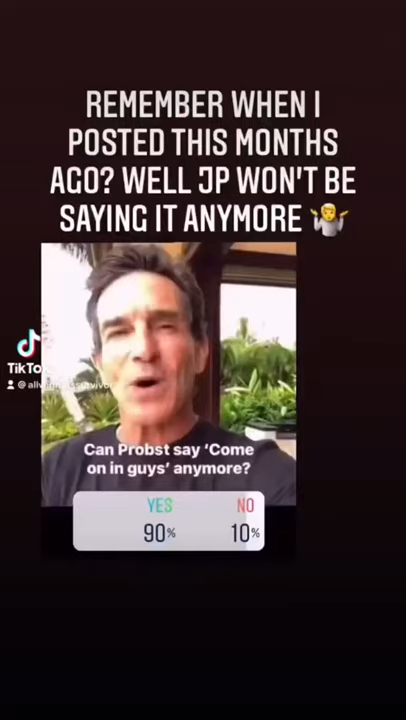 REMEMBER WHEN I
POSTED THIS MONTHS
AGO? WELL JP WON'T BE
SAYING IT ANYMORE 🤷‍♂️
TikTo
Can Probst say ‘Come
on in guys’ anymore?
YES
NO
90%
10%